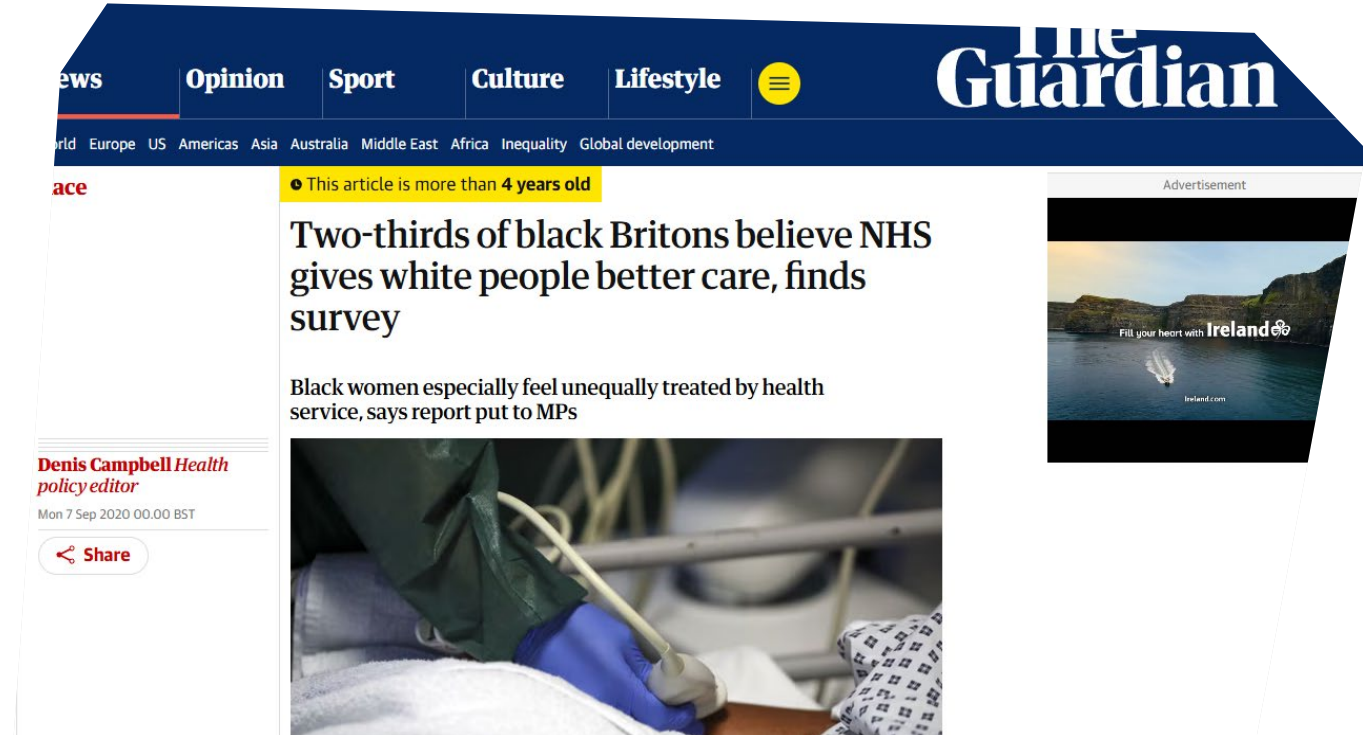 The
Guardian
ews Opinion Sport Culture Lifestyle
orld Europe US Americas Asia Australia Middle East Africa Inequality Global development
ace
This article is more than 4 years old
Two-thirds of black Britons believe NHS
gives white people better care, finds
survey
Black women especially feel unequally treated by health
service, says report put to MPs
Denis Campbell Health
policy editor
Mon 7 Sep 2020 00.00 BST
Share
Advertisement
Fill your heart with Ireland
Ireland.com